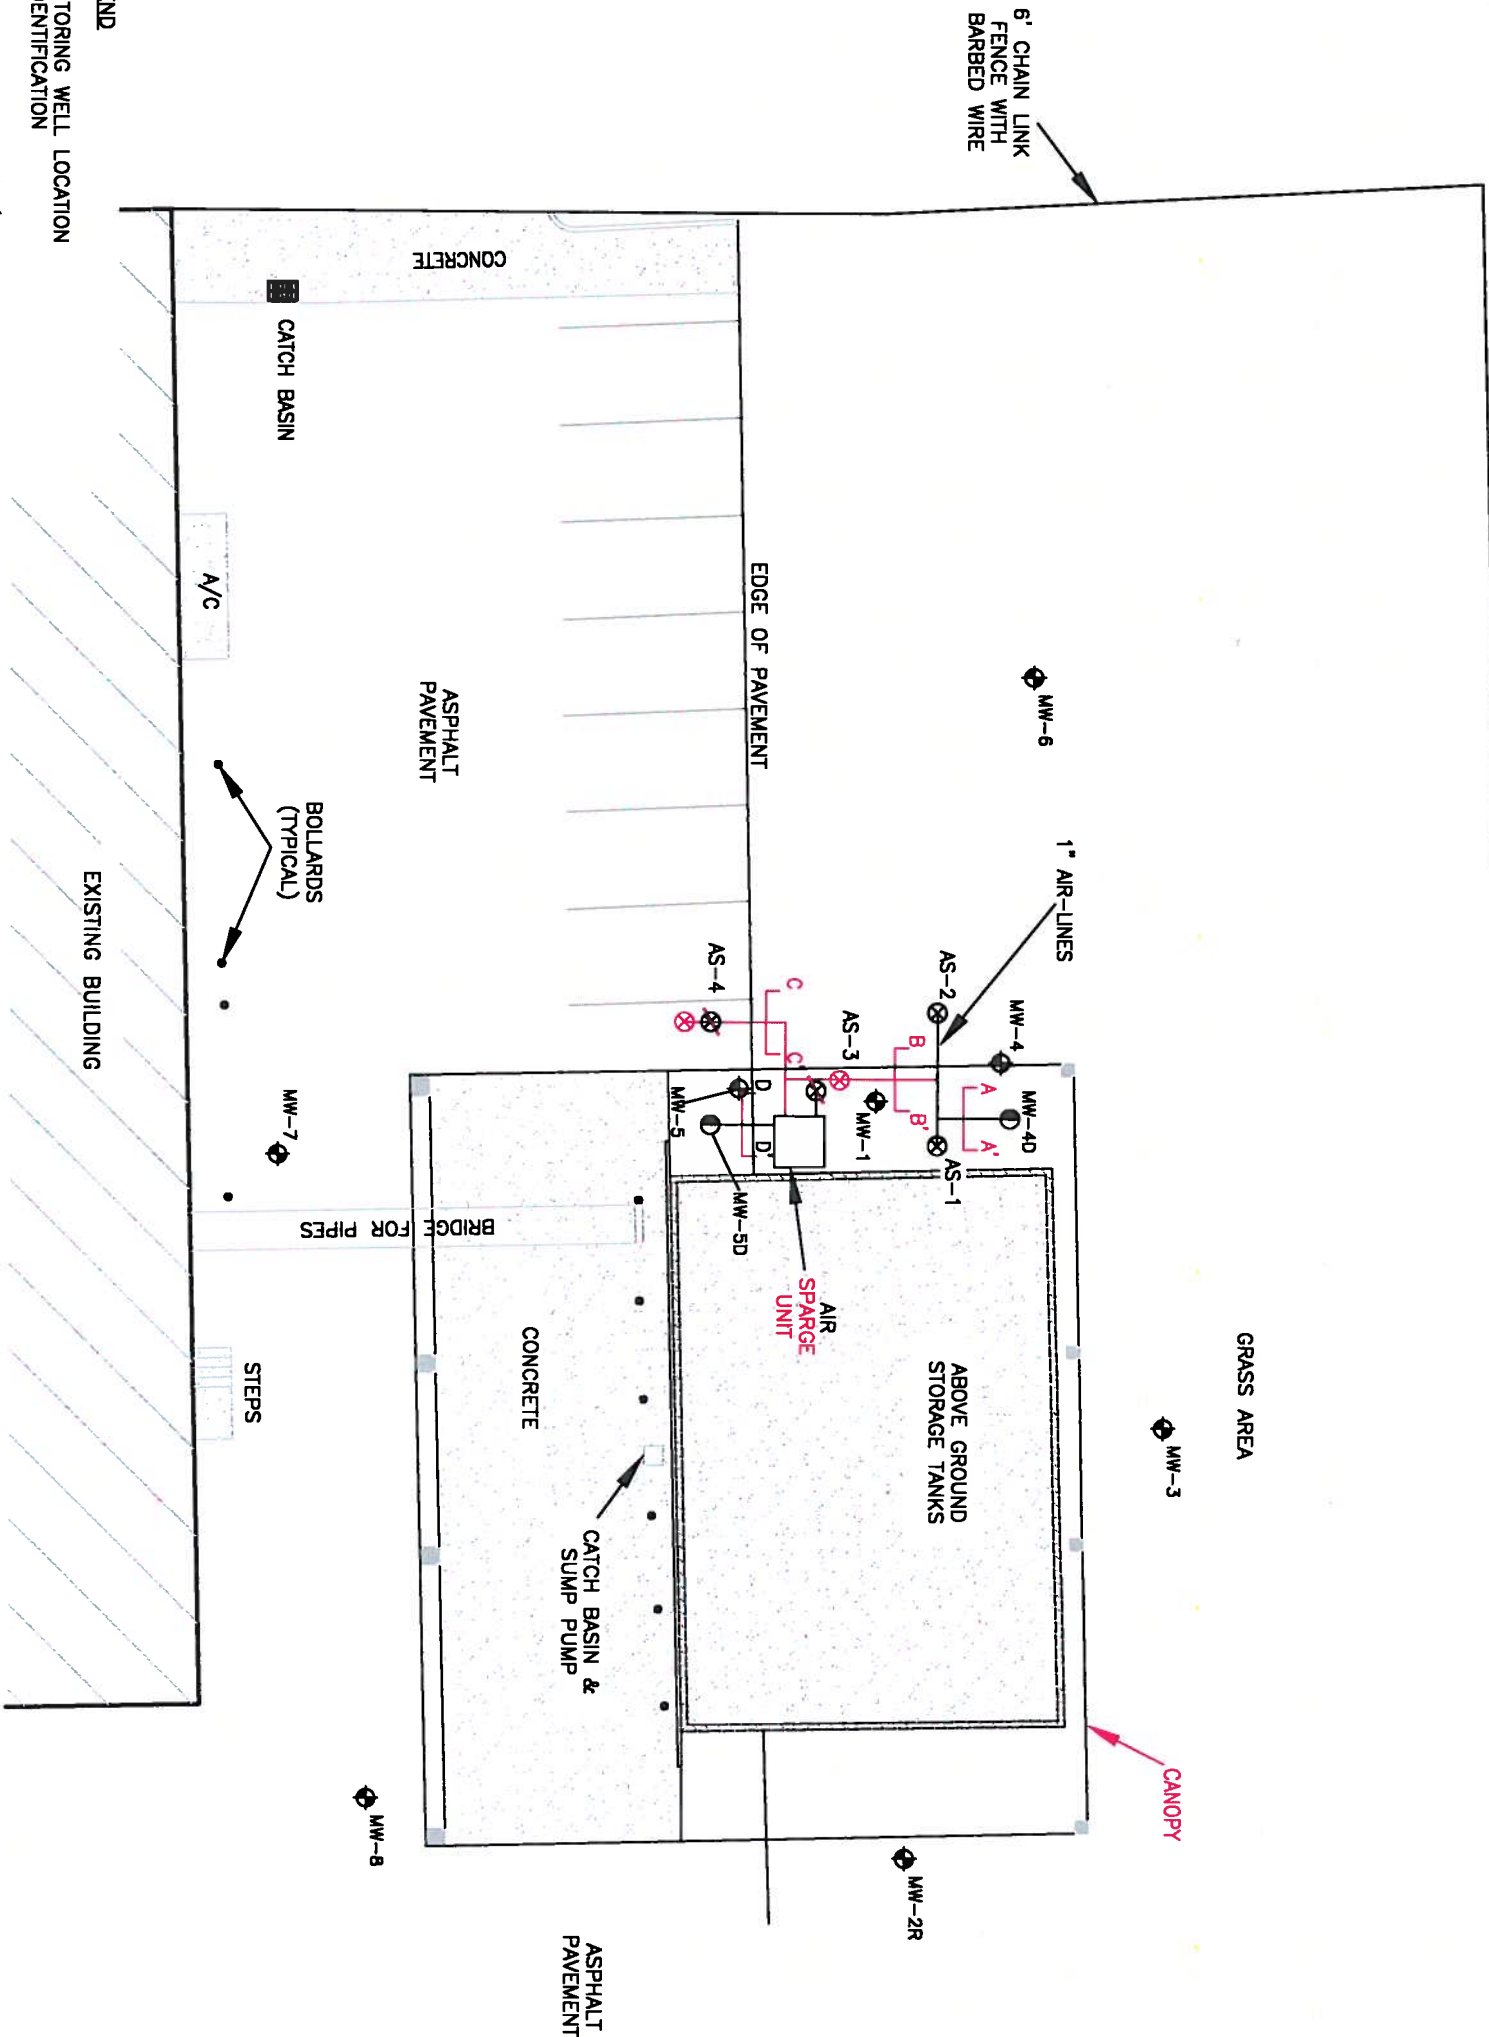 6' CHAIN LINK
FENCE WITH
BARBED WIRE
GRASS AREA
MW-3
CANOPY
MW-6
1" AIR-LINES
MW-4
MW-4D
A
A'
AS-2
AS-1
B
B'
AS-3
MW-1
ABOVE GROUND
STORAGE TANKS
MW-2R
AIR
SPARGE
UNIT
EDGE OF PAVEMENT
C
C'
AS-4
D
D'
MW-5
MW-5D
CATCH BASIN &
SUMP PUMP
ASPHALT
PAVEMENT
CONCRETE
CONCRETE
ASPHALT
PAVEMENT
BRIDGE FOR PIPES
MW-8
CATCH BASIN
BOLLARDS
(TYPICAL)
MW-7
STEPS
A/C
EXISTING BUILDING
ND
TORING WELL LOCATION
DENTIFICATION